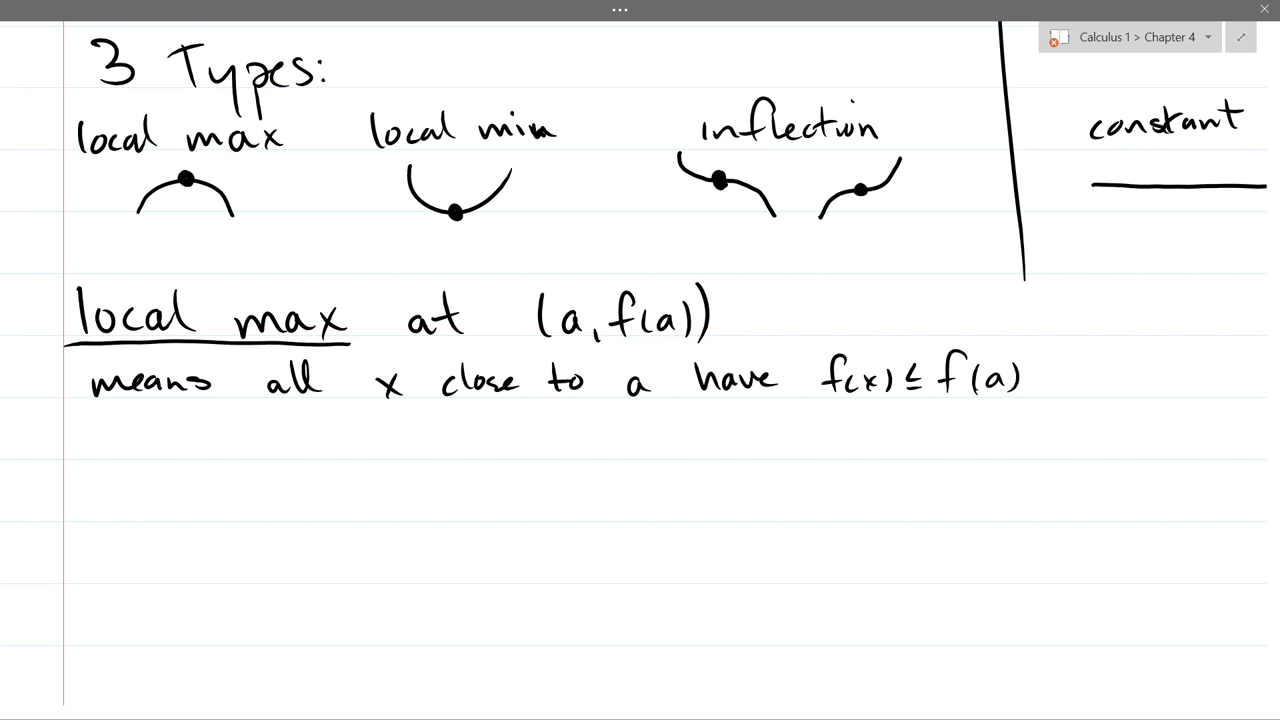 Calculus 1 > Chapter 4
3 Types:
local max local min inflection constant
local max at (a, f(a))
means all x close to a have f(x) ≤ f(a)